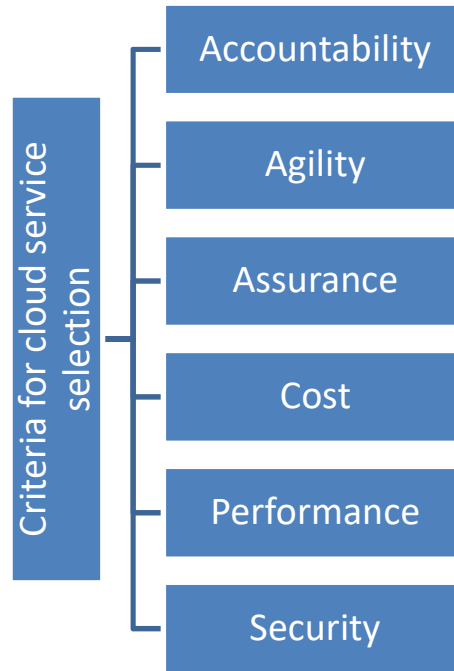 Criteria for cloud service
selection
Accountability
Agility
Assurance
Cost
Performance
Security